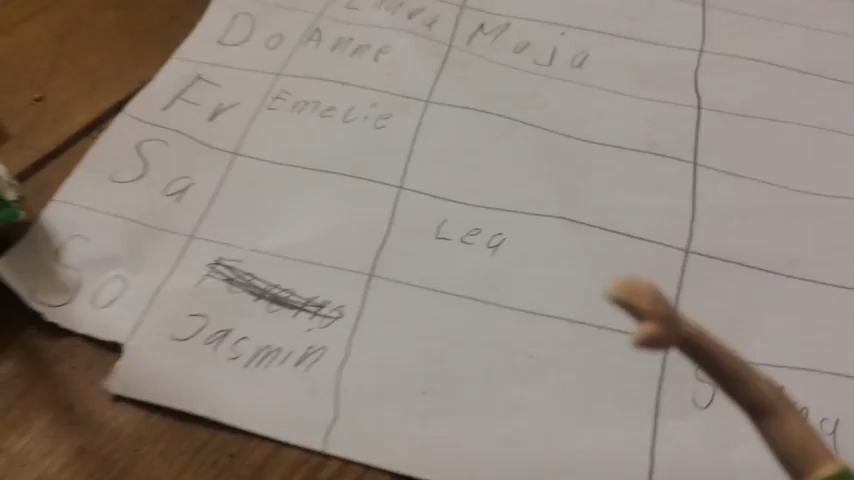 Do Anne Maja
Fr Emelie
Sa Lea
So
Jasmin